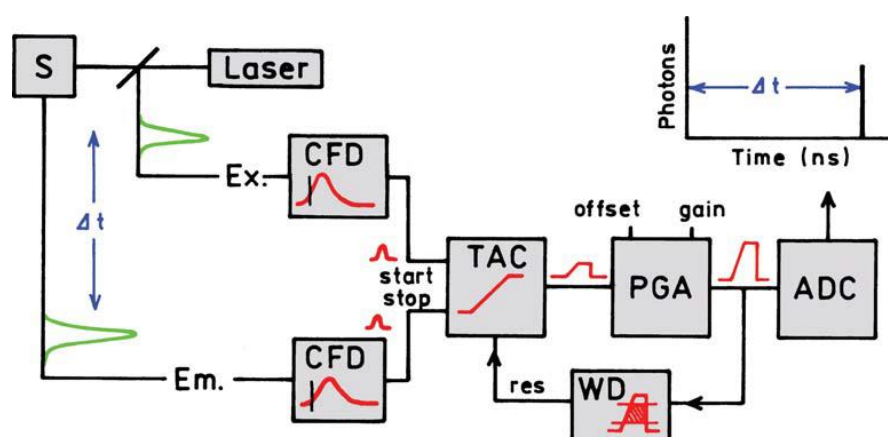 S
Laser
Δt
Ex.
CFD
Em.
CFD
start
stop
TAC
offset
gain
PGA
ADC
res
WD
Photons
Δt
Time (ns)